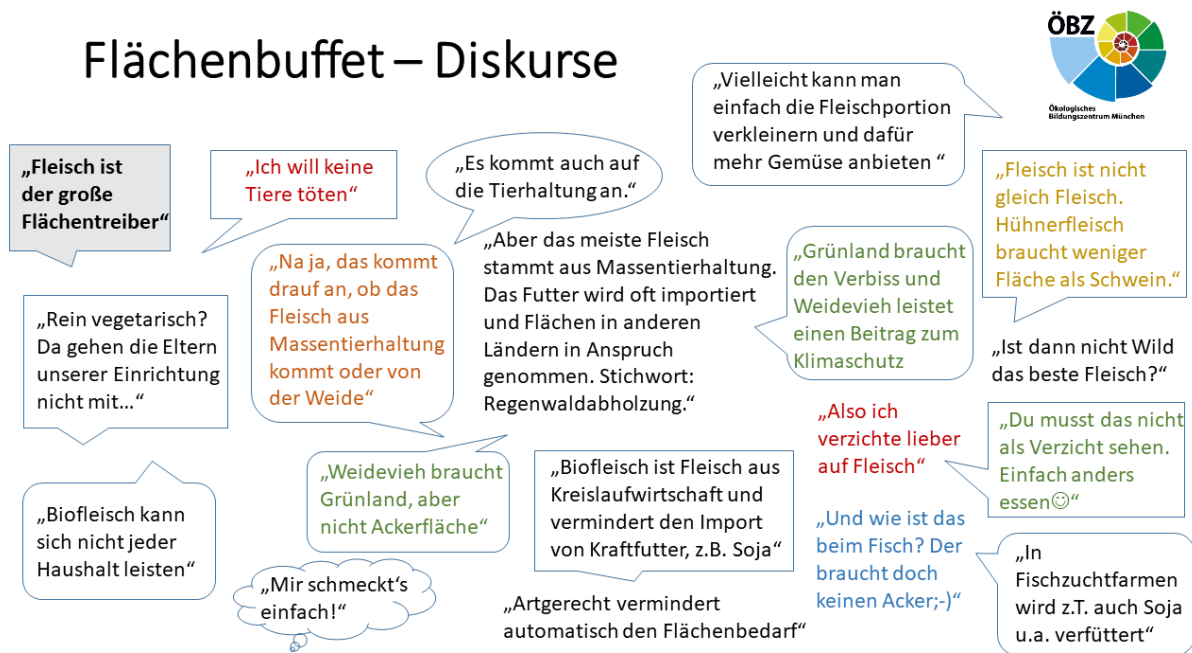 Flächenbuffet – Diskurse
ÖBZ
Ökologisches
Bildungszentrum München
„Vielleicht kann man
einfach die Fleischportion
verkleinern und dafür
mehr Gemüse anbieten “
„Fleisch ist
der große
Flächentreiber“
„Ich will keine
Tiere töten“
„Es kommt auch auf
die Tierhaltung an.“
„Fleisch ist nicht
gleich Fleisch.
Hühnerfleisch
braucht weniger
Fläche als Schwein.“
„Na ja, das kommt
drauf an, ob das
Fleisch aus
Massentierhaltung
kommt oder von
der Weide“
„Aber das meiste Fleisch
stammt aus Massentierhaltung.
Das Futter wird oft importiert
und Flächen in anderen
Ländern in Anspruch
genommen. Stichwort:
Regenwaldabholzung.“
„Grünland braucht
den Verbiss und
Weidevieh leistet
einen Beitrag zum
Klimaschutz
„Rein vegetarisch?
Da gehen die Eltern
unserer Einrichtung
nicht mit...“
„Ist dann nicht Wild
das beste Fleisch?“
„Also ich
verzichte lieber
auf Fleisch“
„Du musst das nicht
als Verzicht sehen.
Einfach anders
essen☺“
„Weidevieh braucht
Grünland, aber
nicht Ackerfläche“
„Biofleisch ist Fleisch aus
Kreislaufwirtschaft und
vermindert den Import
von Kraftfutter, z.B. Soja“
„Biofleisch kann
sich nicht jeder
Haushalt leisten“
„Und wie ist das
beim Fisch? Der
braucht doch
keinen Acker;-)“
„In
Fischzuchtfarmen
wird z.T. auch Soja
u.a. verfüttert“
„Mir schmeckt‘s
einfach!“
„Artgerecht vermindert
automatisch den Flächenbedarf“